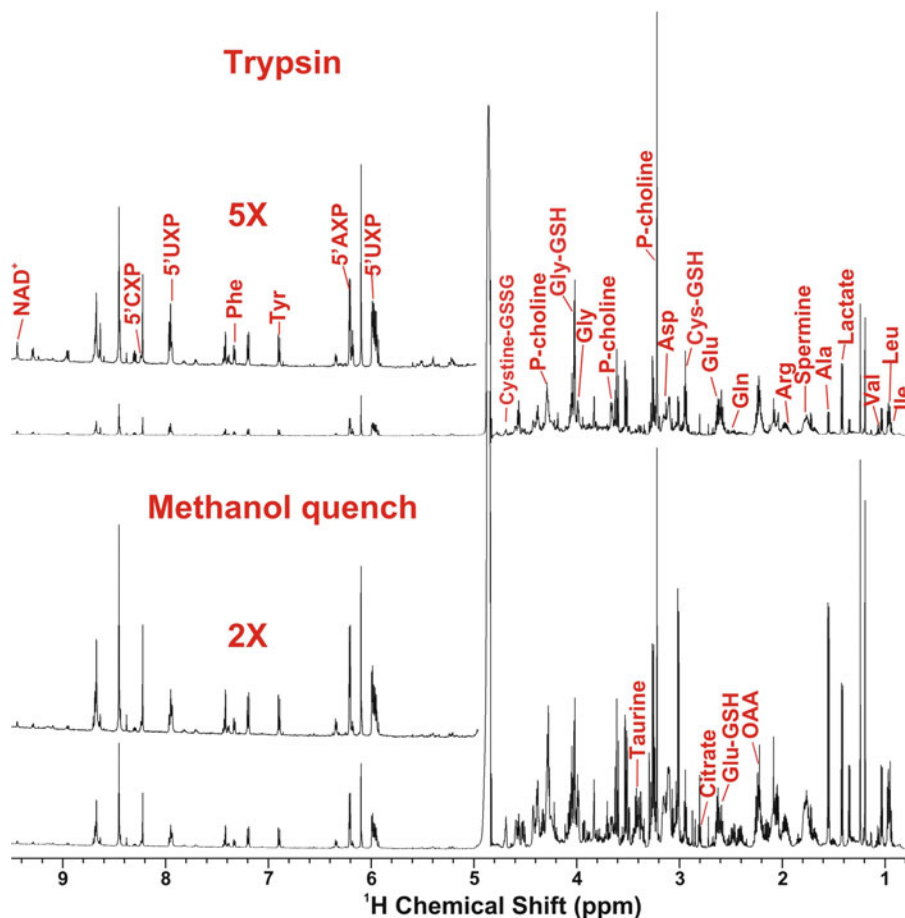 Trypsin
5X
NAD+
5'CXP
5'UXP
Phe
Tyr
5'AXP
5'UXP
Cystine-GSSG
P-choline
Gly-GSH
Gly
P-choline
P-choline
Asp
Cys-GSH
Glu
Gln
Arg
Spermine
Ala
Lactate
Val
Leu
Ile
Methanol quench
2X
Taurine
Citrate
Glu-GSH
OAA
9 8 7 6 5 4 3 2 1
1H Chemical Shift (ppm)